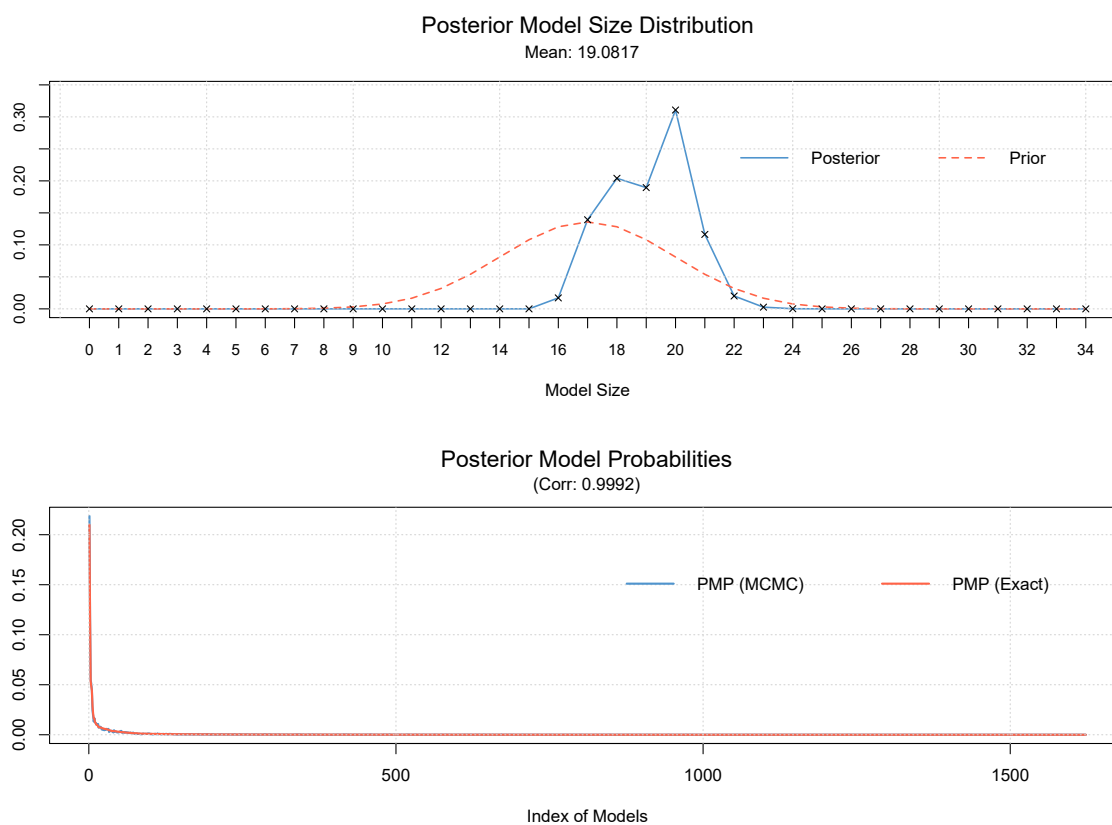 Posterior Model Size Distribution
Mean: 19.0817
0.30
0.20
0.10
0.00
Posterior
Prior
0 1 2 3 4 5 6 7 8 9 10 12 14 16 18 20 22 24 26 28 30 32 34
Model Size
Posterior Model Probabilities
(Corr: 0.9992)
0.20
0.15
0.10
0.05
0.00
PMP (MCMC)
PMP (Exact)
0 500 1000 1500
Index of Models